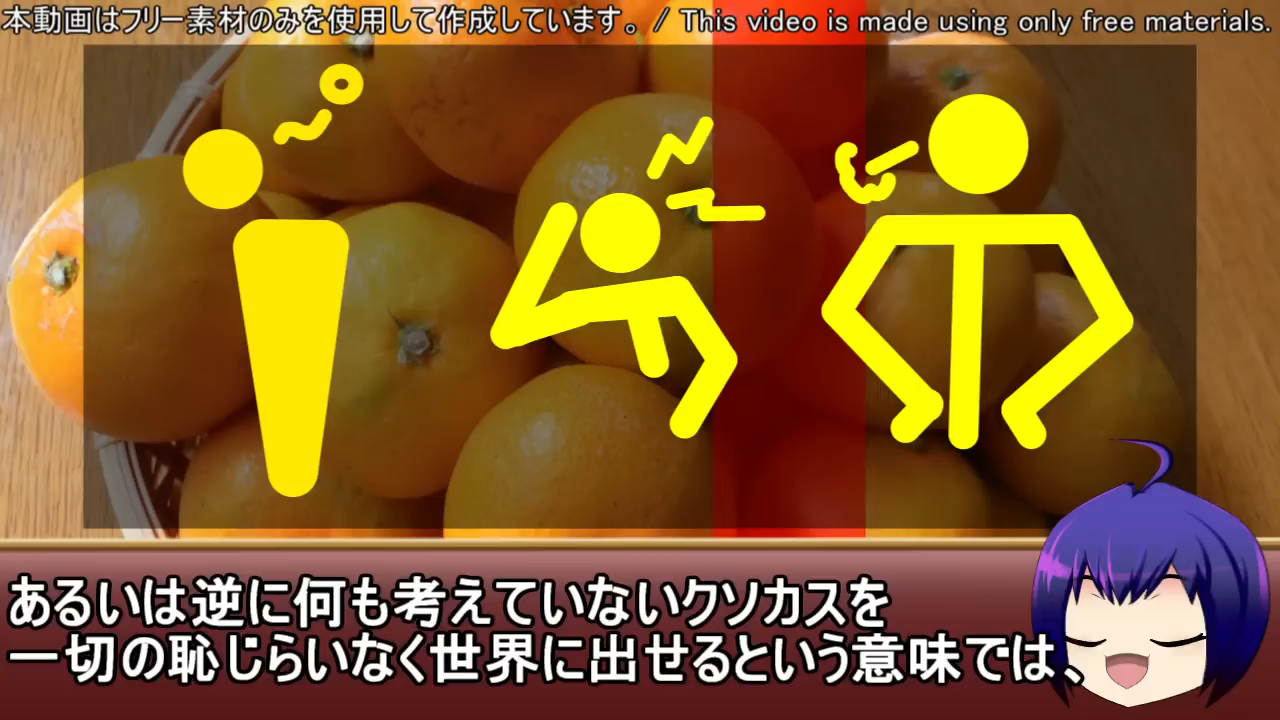 本動画はフリー素材のみを使用して作成しています。 / This video is made using only free materials.
あるいは逆に何も考えていないクソカスを
一切の恥じらいなく世界に出せるという意味では、